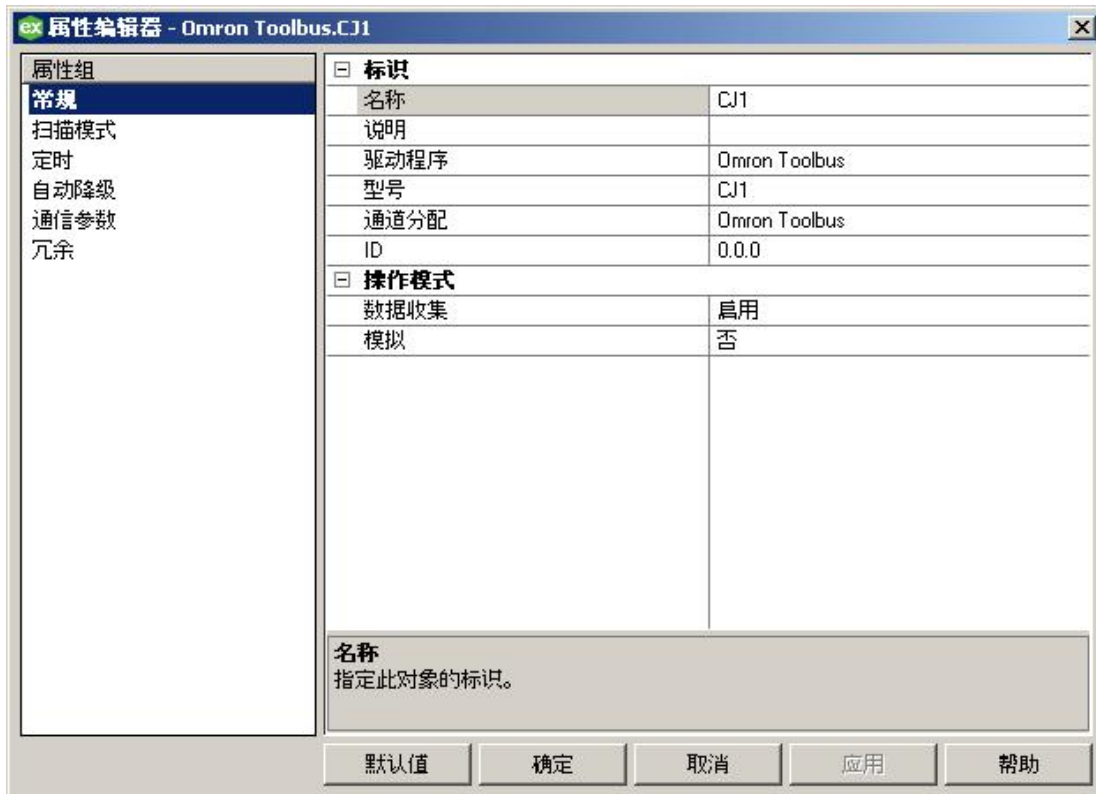 ex 属性编辑器 - Omron Toolbus.CJ1
属性组
常规
扫描模式
定时
自动降级
通信参数
冗余
标识
名称 CJ1
说明
驱动程序 Omron Toolbus
型号 CJ1
通道分配 Omron Toolbus
ID 0.0.0
操作模式
数据收集 启用
模拟 否
名称
指定此对象的标识。
默认值 确定 取消 应用 帮助